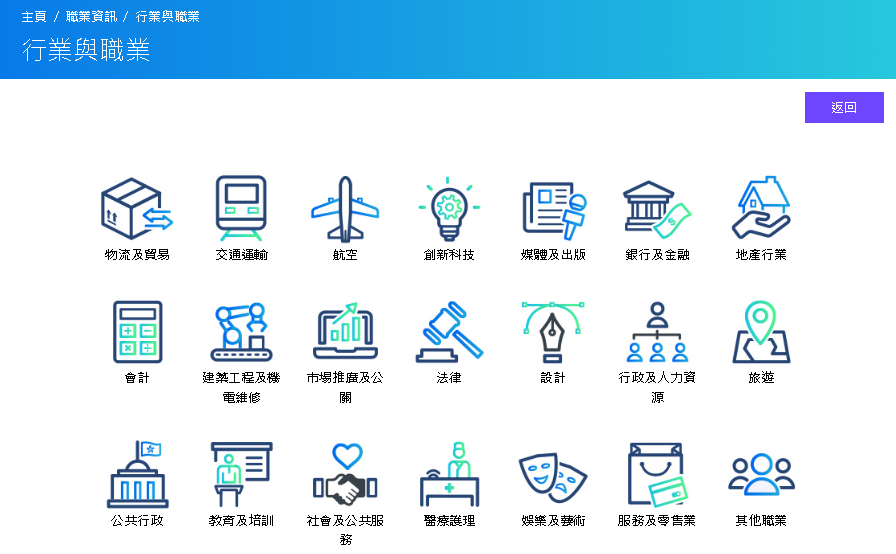 主頁 / 職業資訊 / 行業與職業
行業與職業
返回
物流及貿易
交通運輸
航空
創新科技
媒體及出版
銀行及金融
地產行業
會計
建築工程及機
電維修
市場推廣及公
關
法律
設計
行政及人力資
源
旅遊
公共行政
教育及培訓
社會及公共服
務
醫療護理
娛樂及藝術
服務及零售業
其他職業